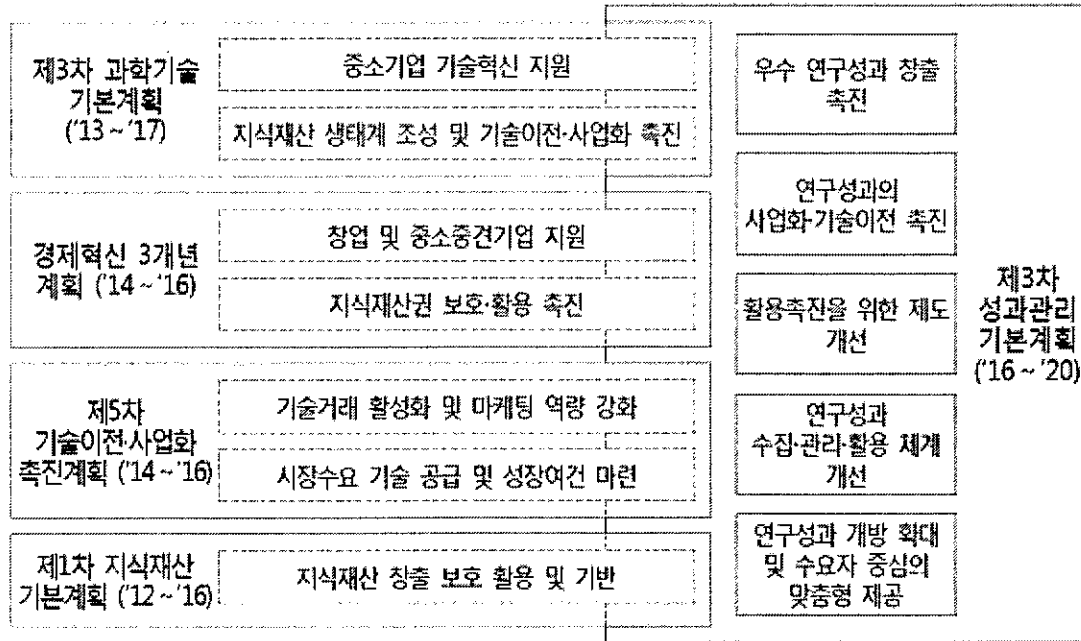 제3차 과학기술
기본계획
('13 ~ '17)
중소기업 기술혁신 지원
지식재산 생태계 조성 및 기술이전·사업화 촉진
경제혁신 3개년
계획 ('14 ~ '16)
창업 및 중소중견기업 지원
지식재산권 보호·활용 촉진
제5차
기술이전·사업화
촉진계획 ('14 ~ '16)
기술거래 활성화 및 마케팅 역량 강화
시장수요 기술 공급 및 성장여건 마련
제1차 지식재산
기본계획 ('12 ~ '16)
지식재산 창출 보호 활용 및 기반
우수 연구성과 창출
촉진
연구성과의
사업화·기술이전 촉진
활용촉진을 위한 제도
개선
연구성과
수집·관리·활용 체계
개선
연구성과 개방 확대
및 수요자 중심의
맞춤형 제공
제3차
성과관리
기본계획
('16 ~ '20)